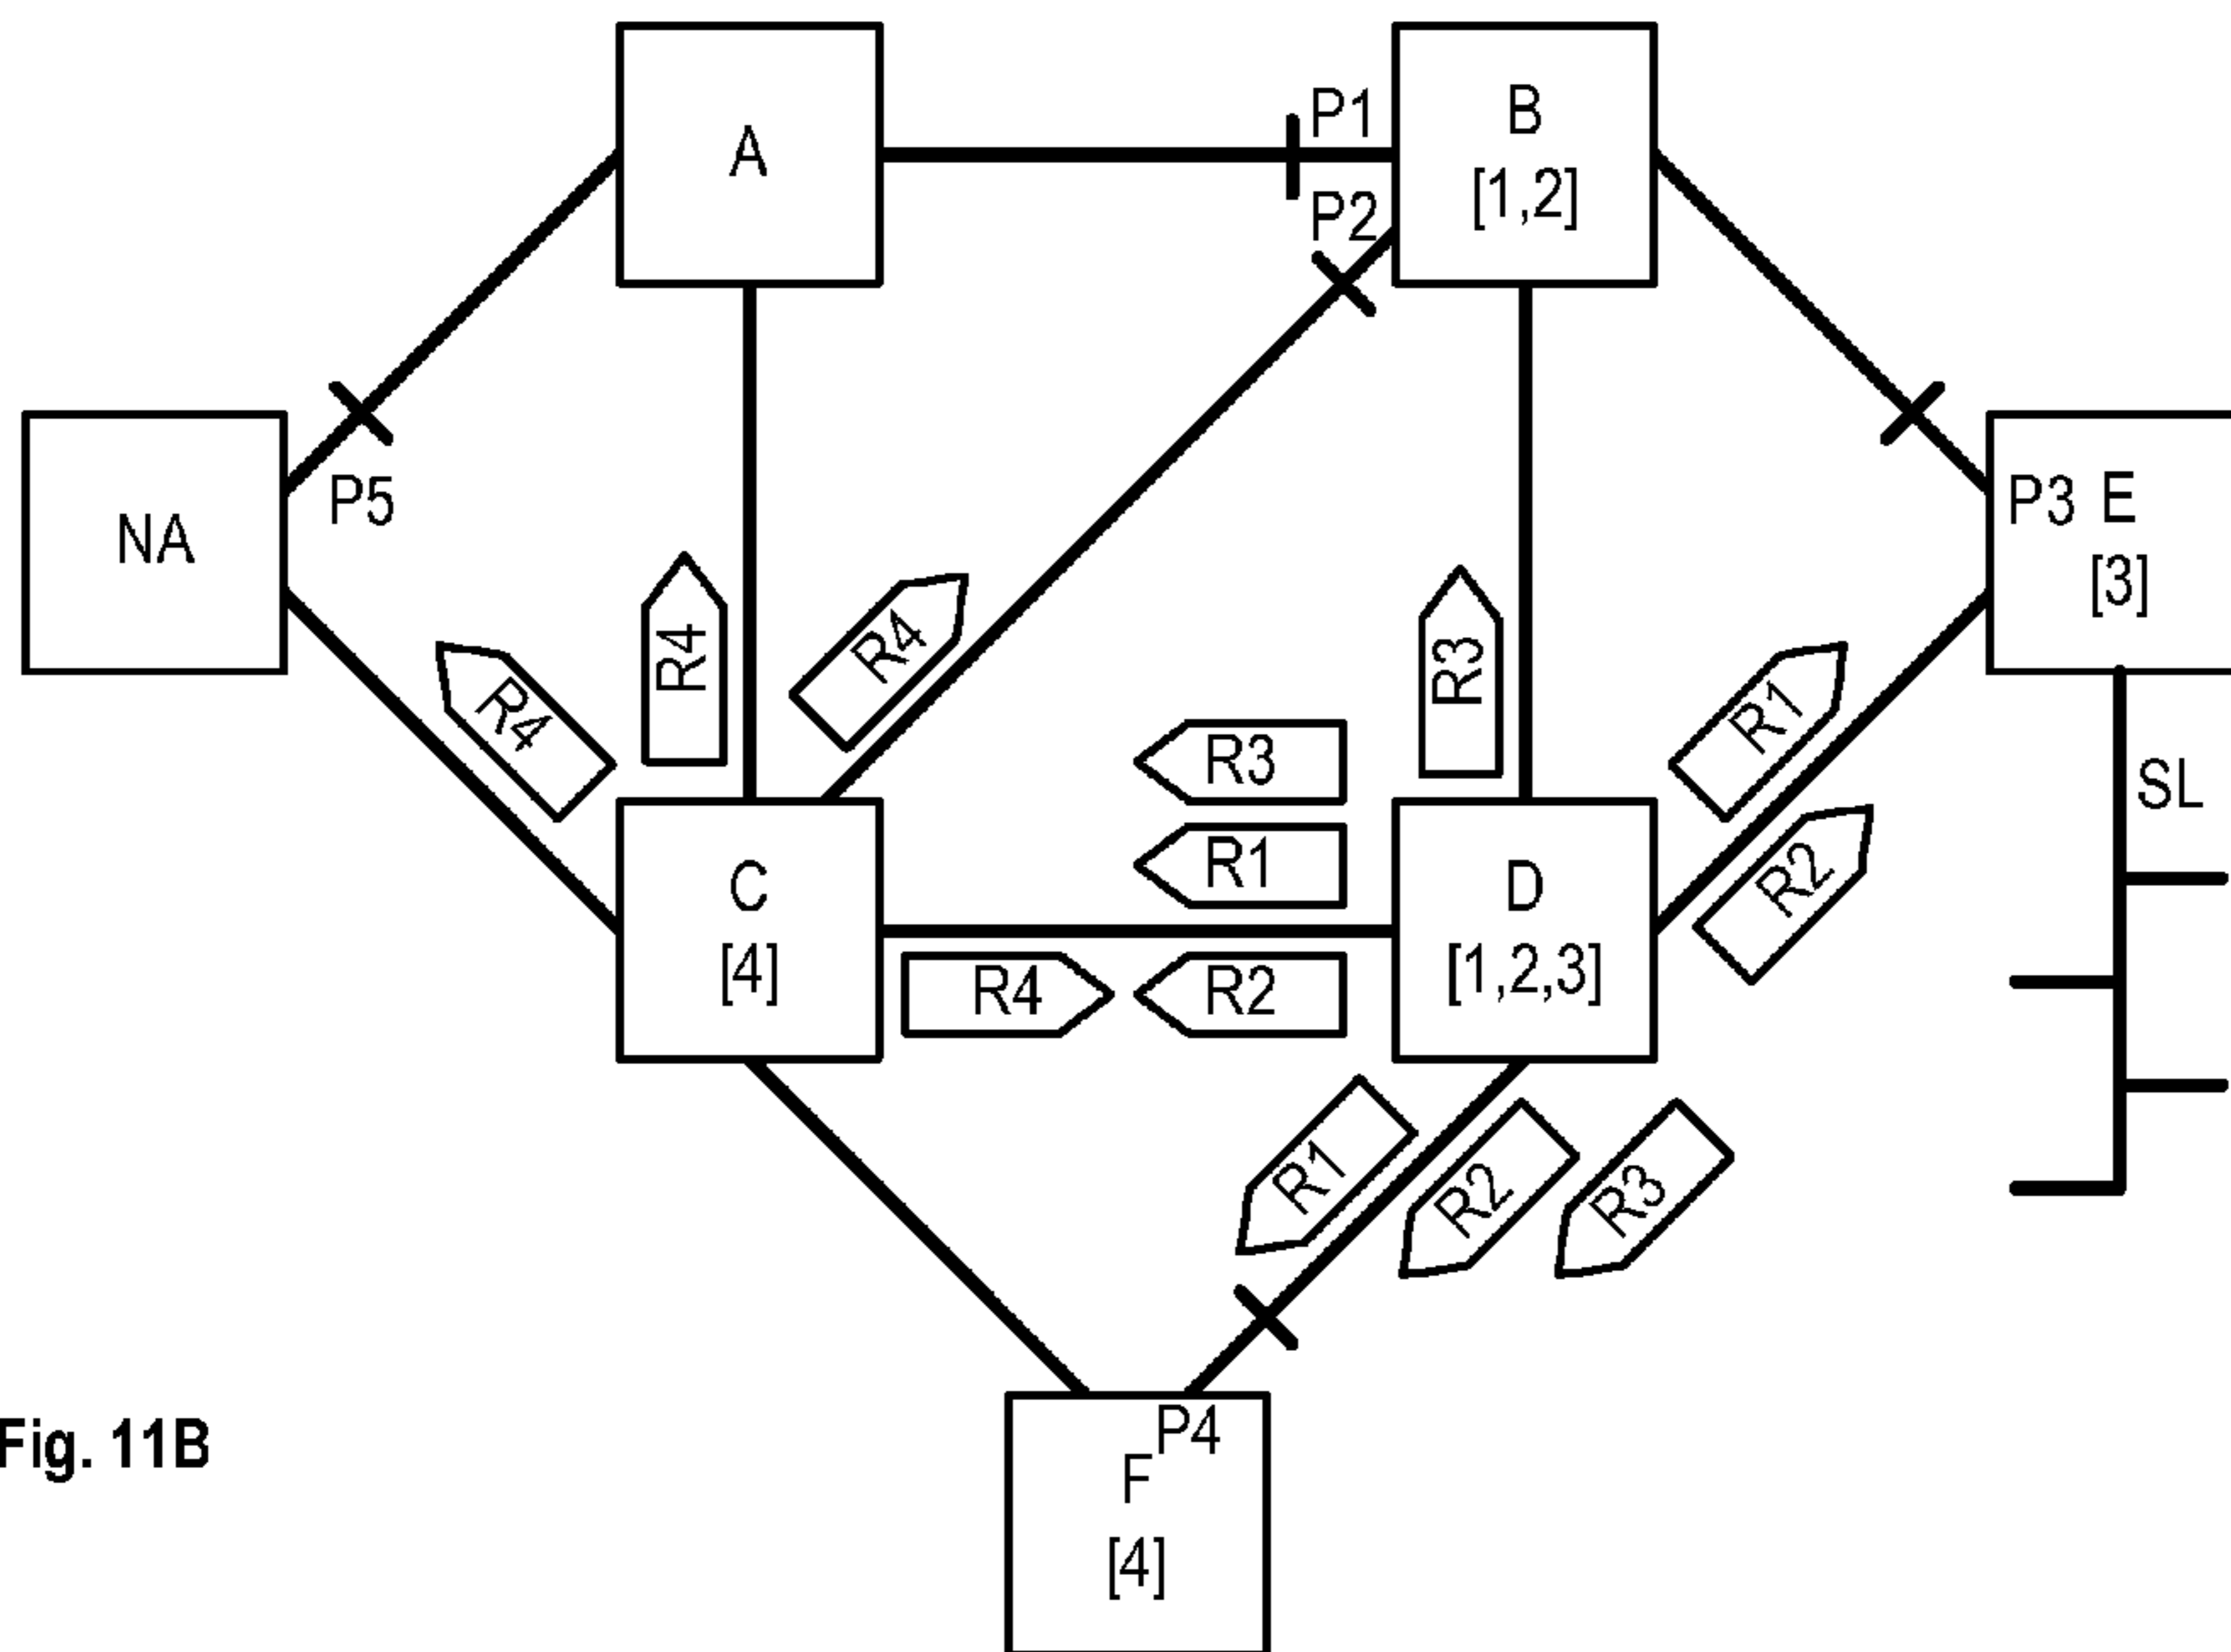 A
P1
B
[1,2]
P2
NA
P5
P3 E
[3]
R4
R4
R4
R3
R1
R3
SL
R1
R2
C
[4]
D
[1,2,3]
R4
R2
R1
R2
R3
P4
F
[4]
Fig. 11B